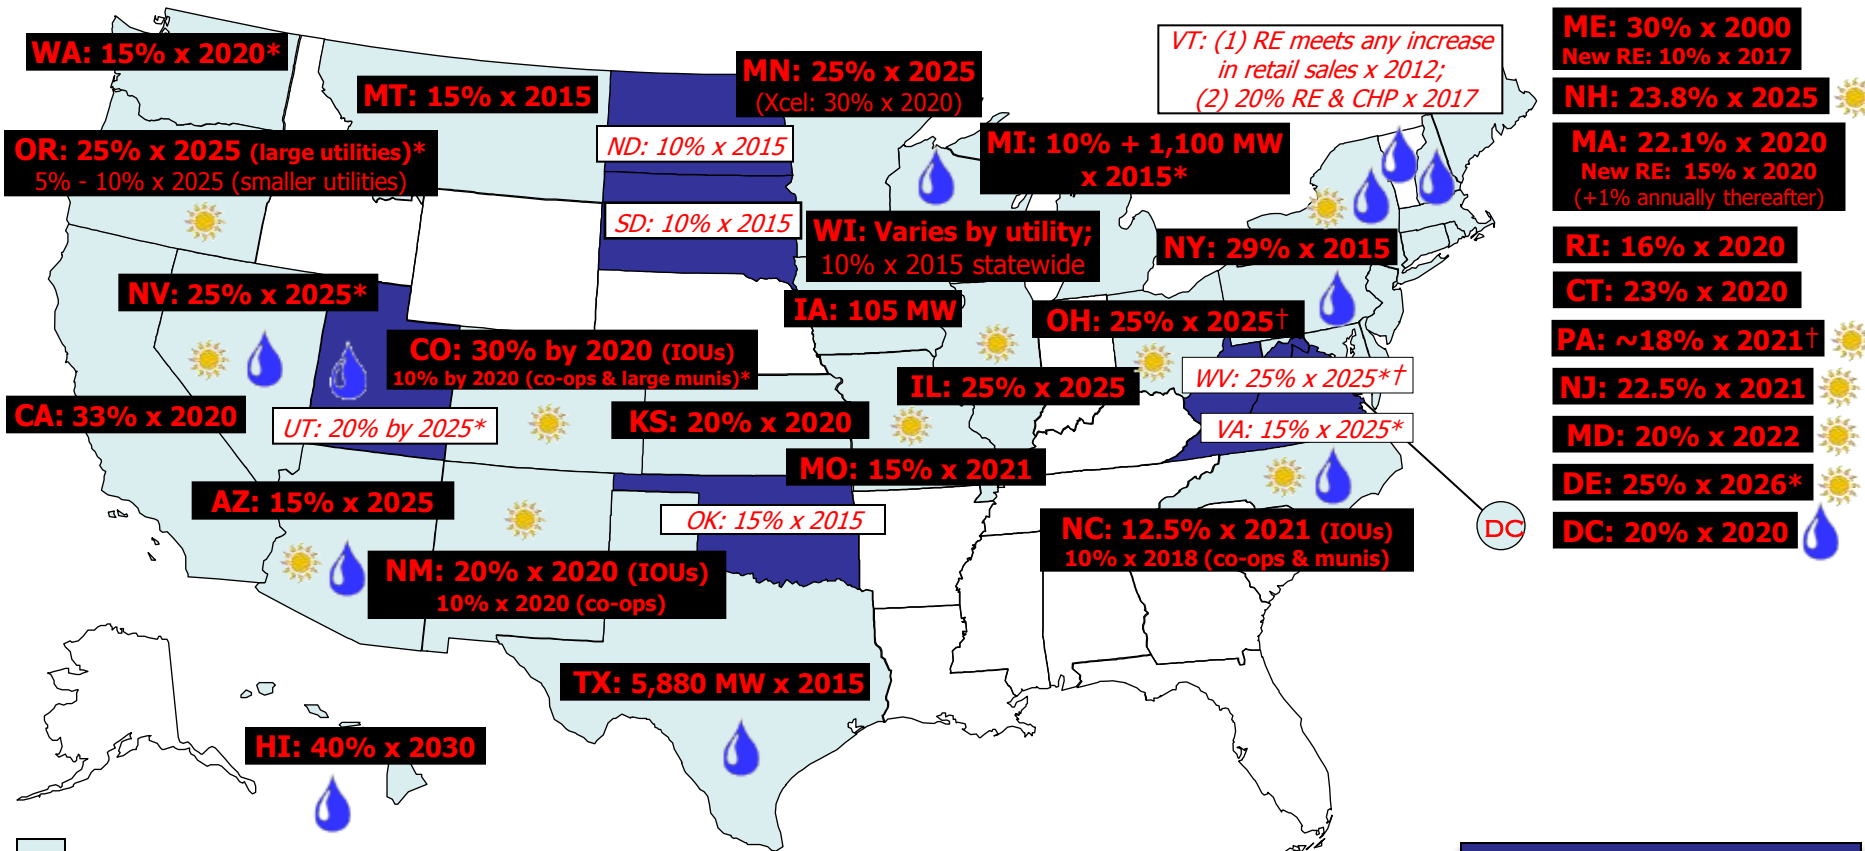 WA: 15% x 2020*
MT: 15% x 2015
MN: 25% x 2025
(Xcel: 30% x 2020)
VT: (1) RE meets any increase
in retail sales x 2012;
(2) 20% RE & CHP x 2017
ME: 30% x 2000
New RE: 10% x 2017
NH: 23.8% x 2025
OR: 25% x 2025 (large utilities)*
5% - 10% x 2025 (smaller utilities)
ND: 10% x 2015
MI: 10% + 1,100 MW
x 2015*
MA: 22.1% x 2020
New RE: 15% x 2020
(+1% annually thereafter)
SD: 10% x 2015
WI: Varies by utility;
10% x 2015 statewide
NY: 29% x 2015
RI: 16% x 2020
NV: 25% x 2025*
IA: 105 MW
OH: 25% x 2025†
CT: 23% x 2020
CO: 30% by 2020 (IOUs)
10% by 2020 (co-ops & large munis)*
PA: ~18% x 2021†
WV: 25% x 2025*†
IL: 25% x 2025
NJ: 22.5% x 2021
CA: 33% x 2020
UT: 20% by 2025*
KS: 20% x 2020
VA: 15% x 2025*
MD: 20% x 2022
MO: 15% x 2021
DE: 25% x 2026*
AZ: 15% x 2025
OK: 15% x 2015
NC: 12.5% x 2021 (IOUs)
10% x 2018 (co-ops & munis)
DC
DC: 20% x 2020
NM: 20% x 2020 (IOUs)
10% x 2020 (co-ops)
TX: 5,880 MW x 2015
HI: 40% x 2030